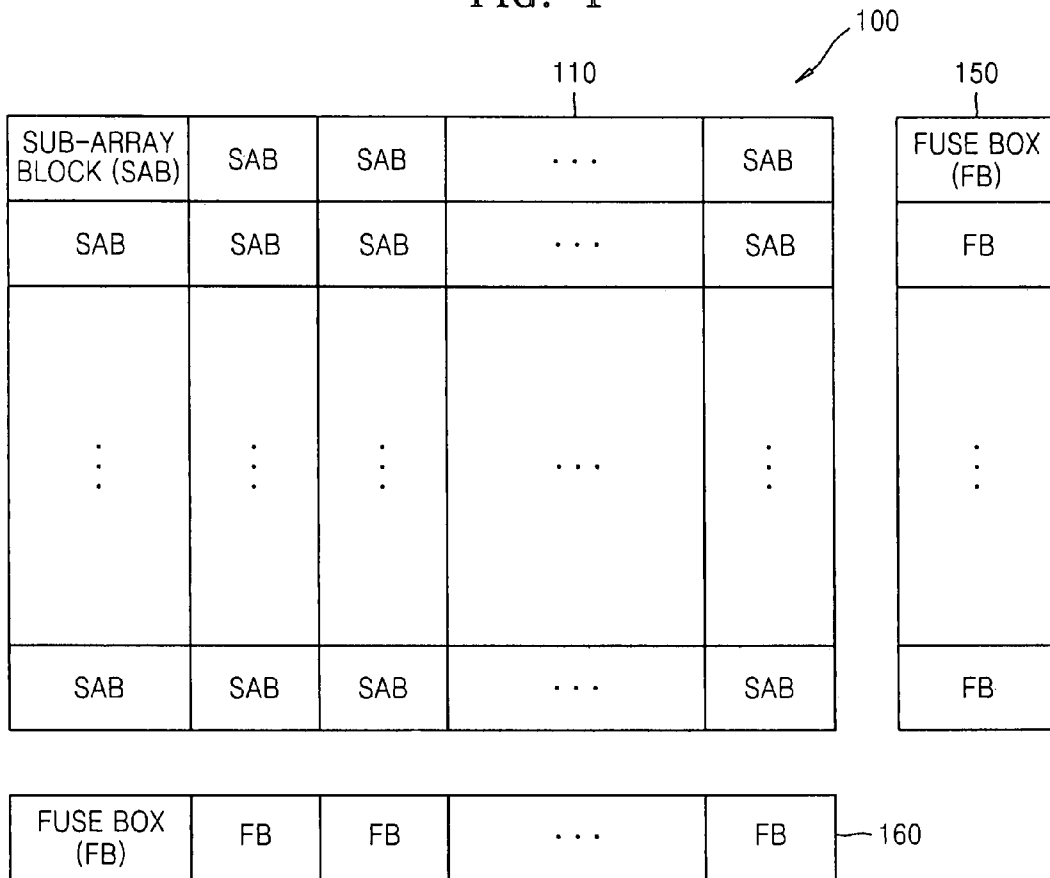 FIG. 1
100
110
150
SUB-ARRAY BLOCK (SAB) SAB SAB ... SAB FUSE BOX (FB)
SAB SAB SAB ... SAB FB
⋮ ⋮ ⋮ ... ⋮ ⋮
SAB SAB SAB ... SAB FB
FUSE BOX (FB) FB FB ... FB 160